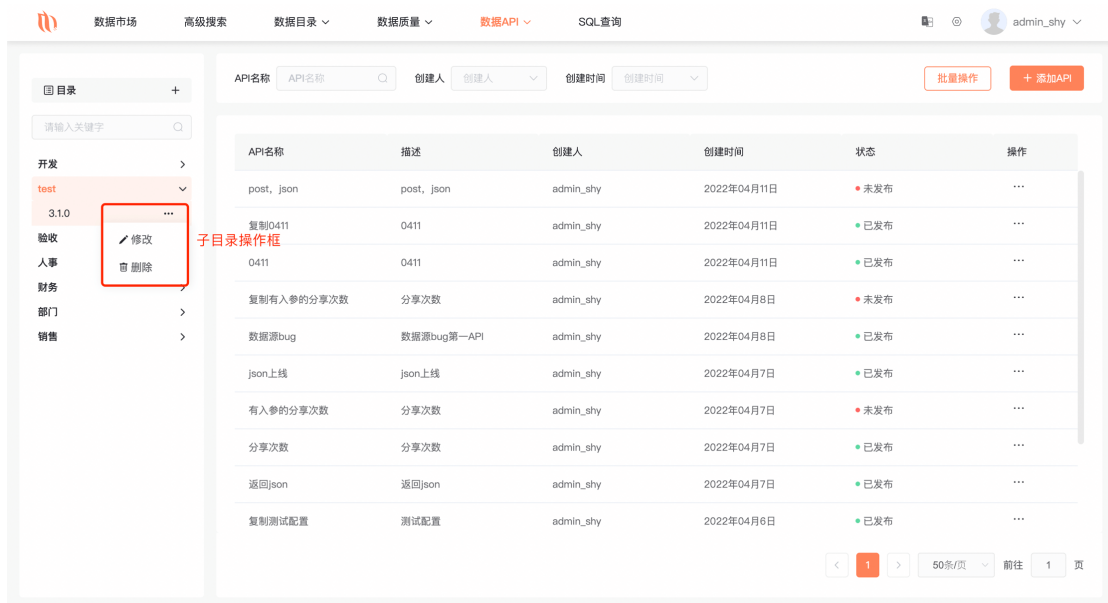 数据市场 高级搜索 数据目录 数据质量 数据API SQL查询 admin_shy
目录 +
请输入关键字
开发
test
3.1.0 ...
修改
删除
子目录操作框
验收
人事
财务
部门
销售
API名称 API名称 创建人 创建人 创建时间 创建时间 批量操作 + 添加API
API名称 描述 创建人 创建时间 状态 操作
post，json post，json admin_shy 2022年04月11日 未发布 ...
复制0411 0411 admin_shy 2022年04月11日 已发布 ...
0411 0411 admin_shy 2022年04月11日 已发布 ...
复制有入参的分享次数 分享次数 admin_shy 2022年04月8日 未发布 ...
数据源bug 数据源bug第一API admin_shy 2022年04月8日 已发布 ...
json上线 json上线 admin_shy 2022年04月7日 已发布 ...
有入参的分享次数 分享次数 admin_shy 2022年04月7日 未发布 ...
分享次数 分享次数 admin_shy 2022年04月7日 已发布 ...
返回json 返回json admin_shy 2022年04月7日 已发布 ...
复制测试配置 测试配置 admin_shy 2022年04月6日 已发布 ...
< 1 > 50条/页 前往 1 页